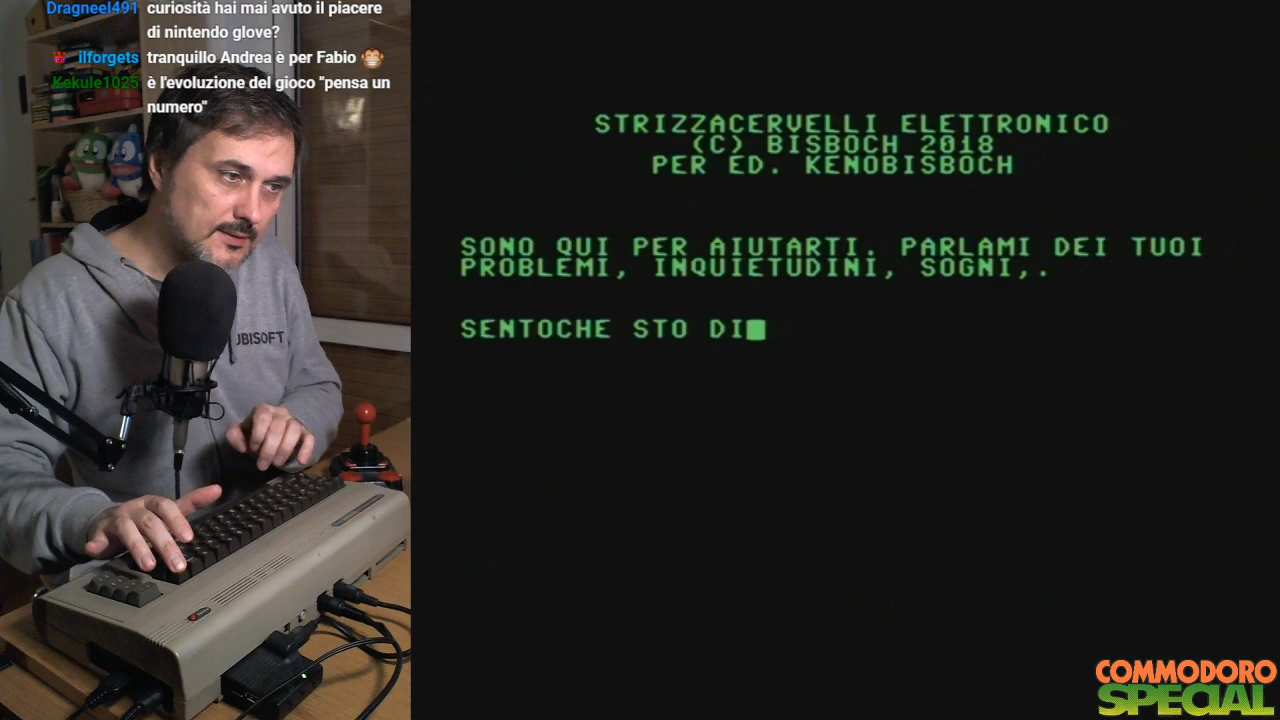 Dragneel491 curiosità hai mai avuto il piacere
di nintendo glove?
ilforgets tranquillo Andrea è per Fabio
Kekule1025 è l'evoluzione del gioco "pensa un
numero"
UBISOFT
STRIZZACERVELLI ELETTRONICO
(C) BISBOCH 2018
PER ED. KENOBISBOCH
SONO QUI PER AIUTARTI. PARLAMI DEI TUOI
PROBLEMI, INQUIETUDINI, SOGNI,.
SENTOCHE STO DI
COMMODORO
SPECIAL